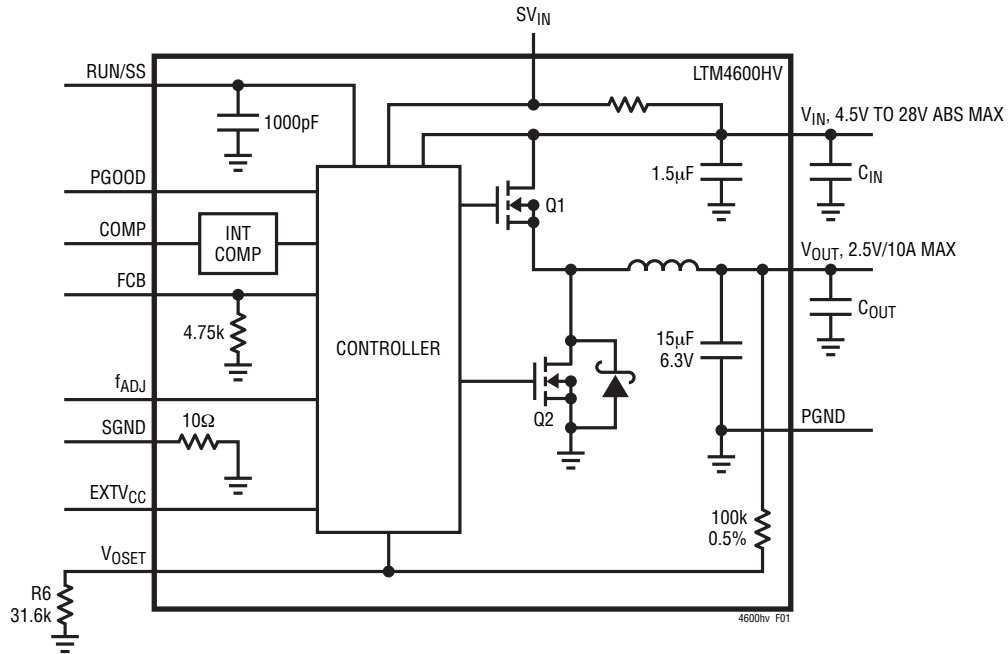 SVIN
LTM4600HV
RUN/SS
1000pF
VIN, 4.5V TO 28V ABS MAX
1.5µF
CIN
PGOOD
Q1
COMP
INT
COMP
VOUT, 2.5V/10A MAX
FCB
COUT
4.75k
CONTROLLER
15µF
6.3V
fADJ
10Ω
SGND
Q2
PGND
EXTVCC
100k
0.5%
VOSET
R6
31.6k
4600hv F01